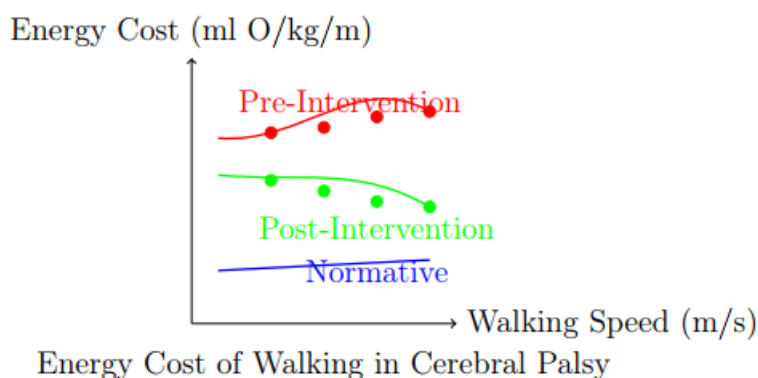 Energy Cost (ml O/kg/m)
Pre-Intervention
Post-Intervention
Normative
Walking Speed (m/s)
Energy Cost of Walking in Cerebral Palsy